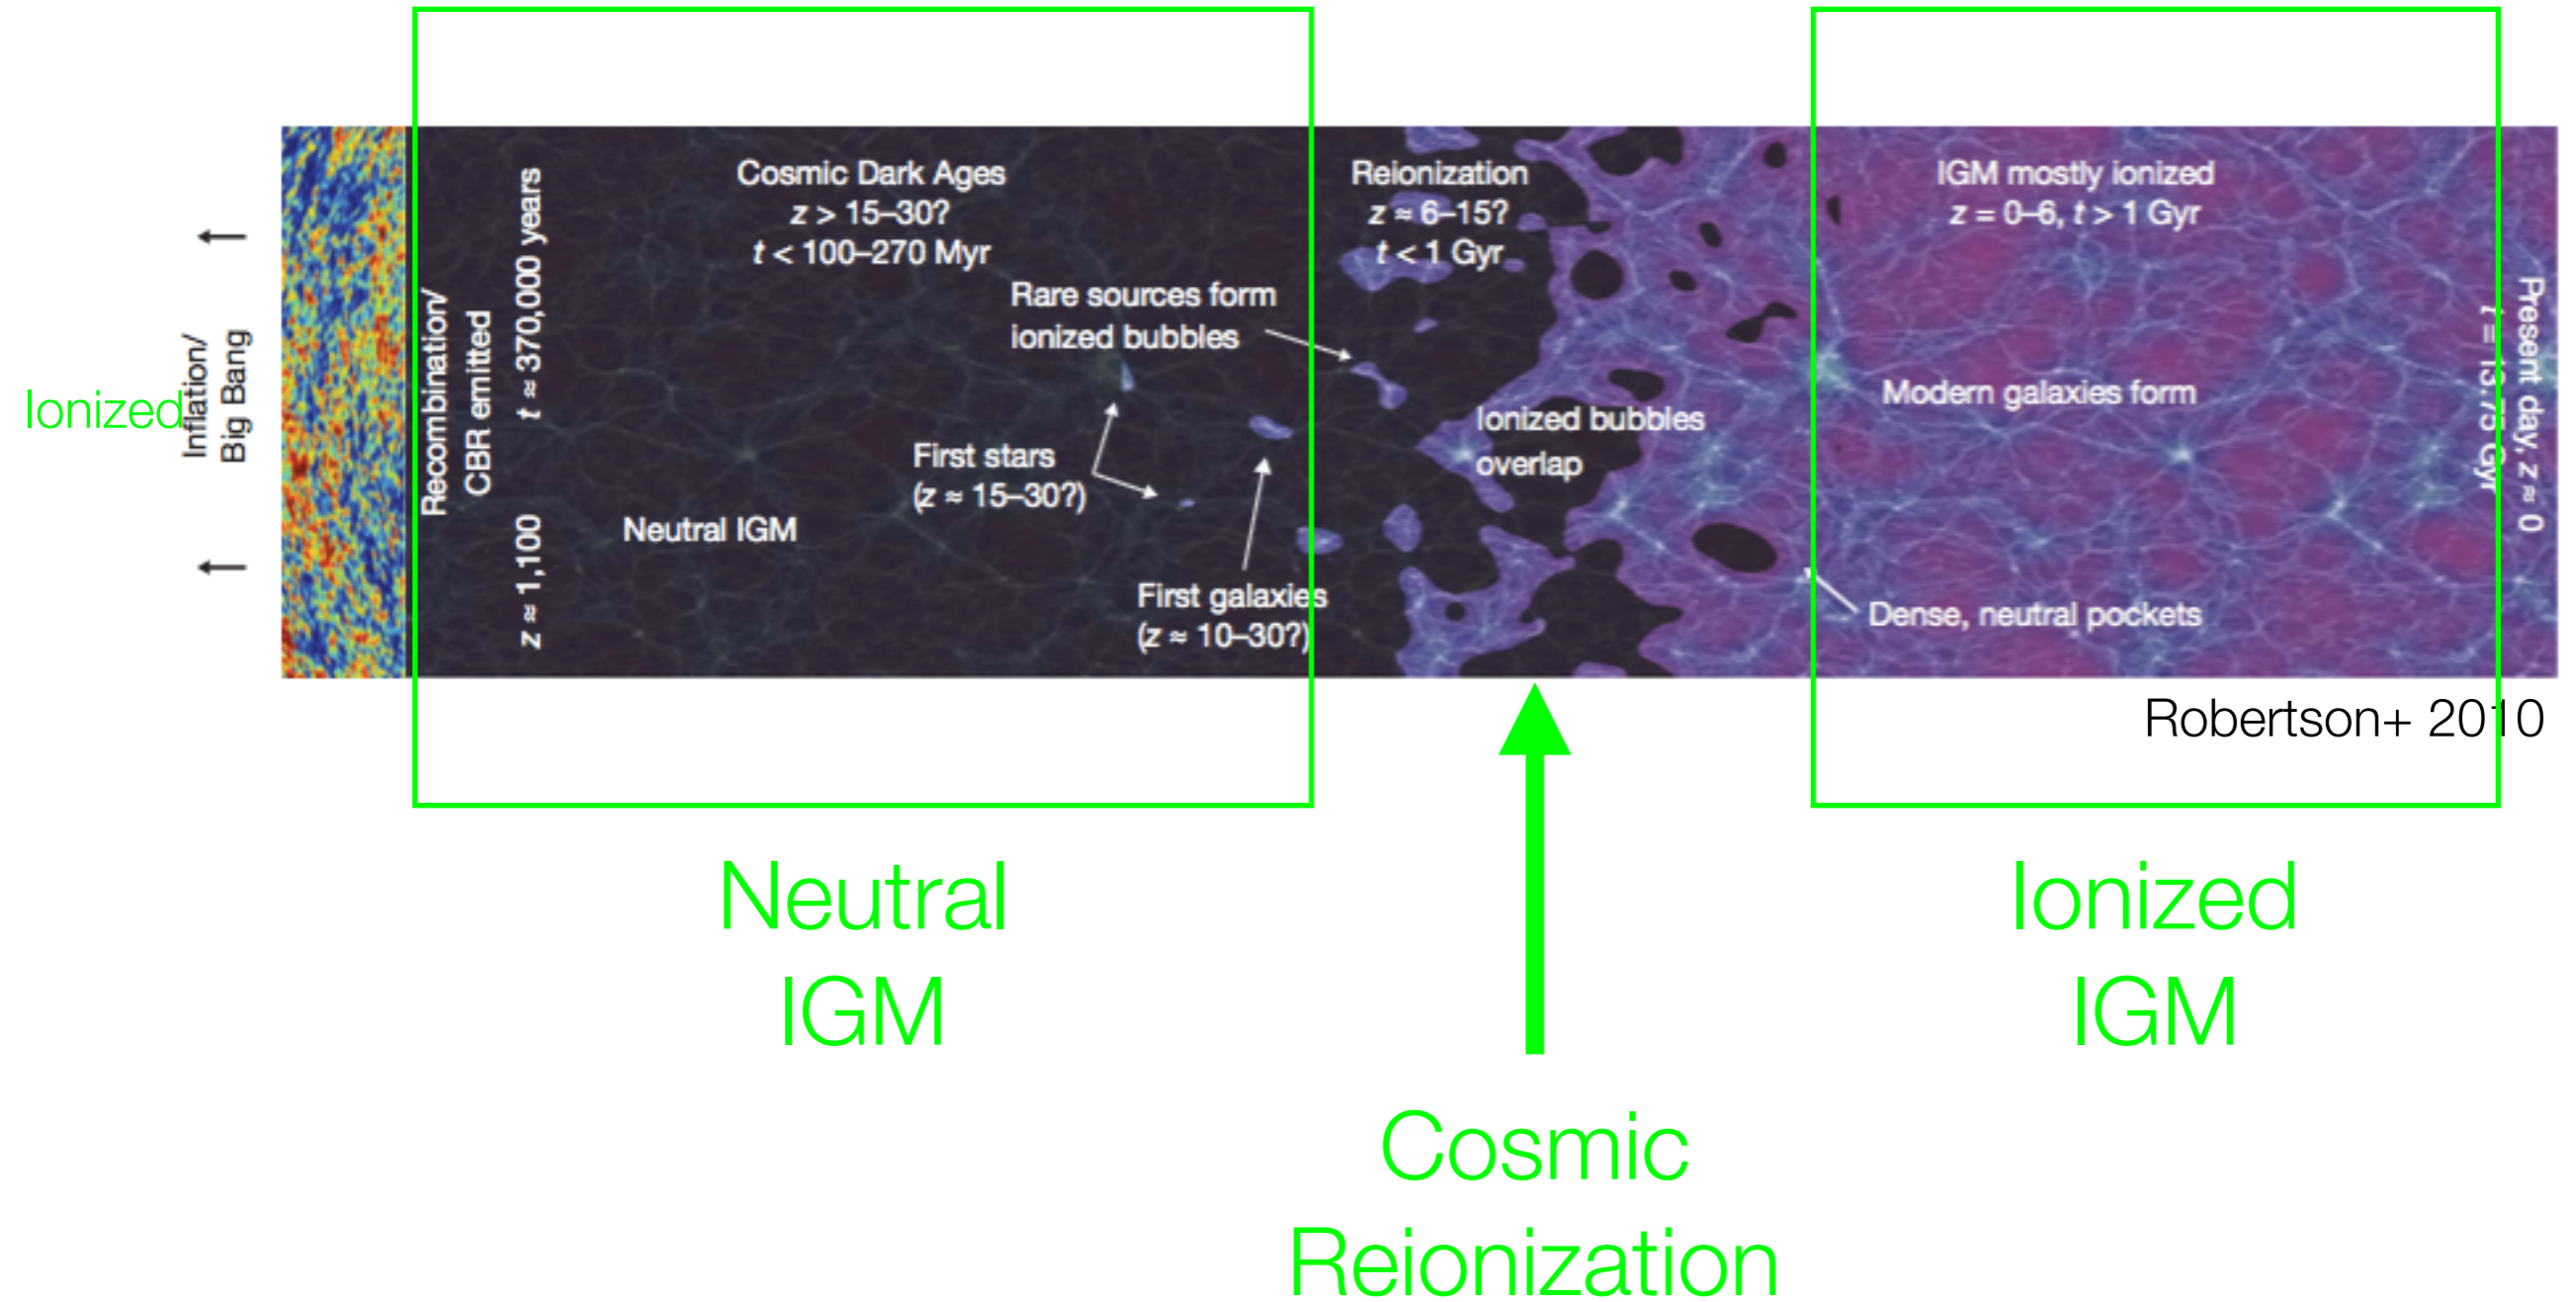 Ionized
Inflation/
Big Bang
Recombination/
CBR emitted
z ≈ 1,100
t ≈ 370,000 years
Cosmic Dark Ages
z > 15–30?
t < 100–270 Myr
Neutral IGM
Rare sources form
ionized bubbles
First stars
(z ≈ 15–30?)
First galaxies
(z ≈ 10–30?)
Reionization
z ≈ 6–15?
t < 1 Gyr
Ionized bubbles
overlap
IGM mostly ionized
z = 0–6, t > 1 Gyr
Modern galaxies form
Dense, neutral pockets
Present day, z ≈ 0
t = 13.75 Gyr
Robertson+ 2010
Neutral
IGM
Cosmic
Reionization
Ionized
IGM